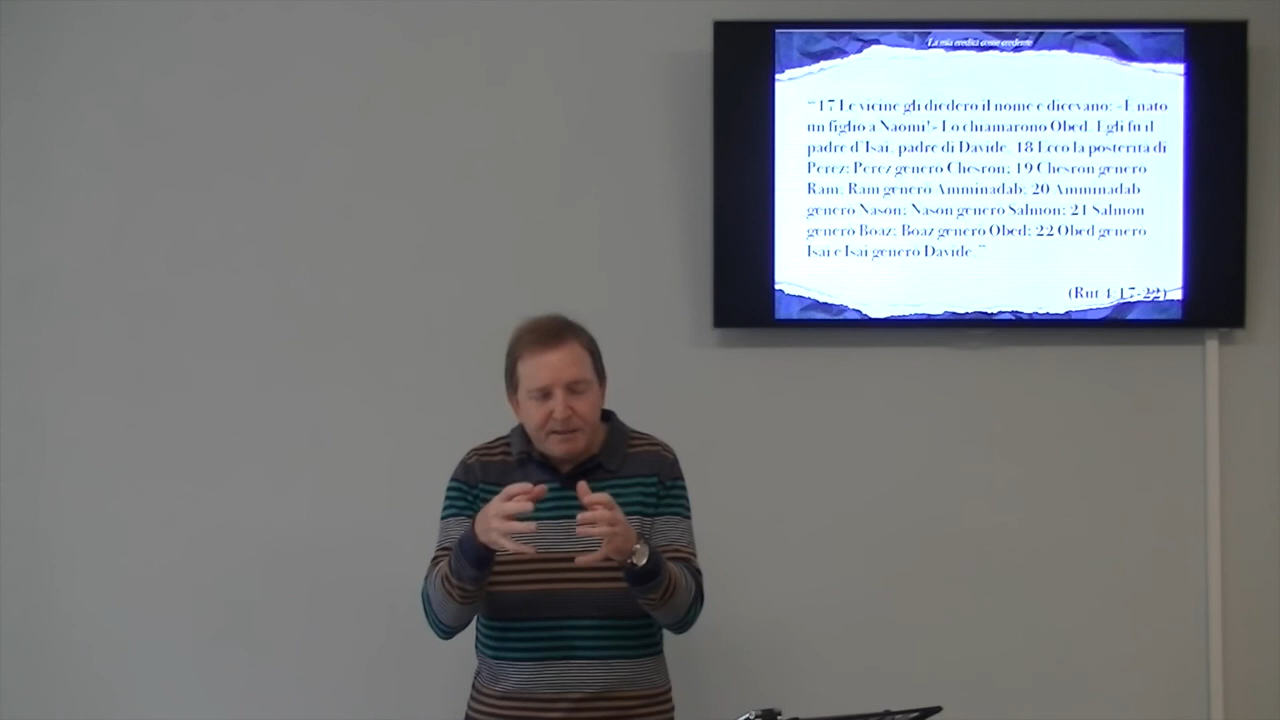 La mia eredità come credente
“17 Le vicine gli diedero il nome e dicevano: «È nato
un figlio a Naomi!» Lo chiamarono Obed. Egli fu il
padre d'Isai, padre di Davide. 18 Ecco la posterità di
Perez: Perez generò Chesron; 19 Chesron generò
Ram; Ram generò Amminadab; 20 Amminadab
generò Nason; Nason generò Salmon; 21 Salmon
generò Boaz; Boaz generò Obed; 22 Obed generò
Isai e Isai generò Davide.”
(Rut 4:17-22)